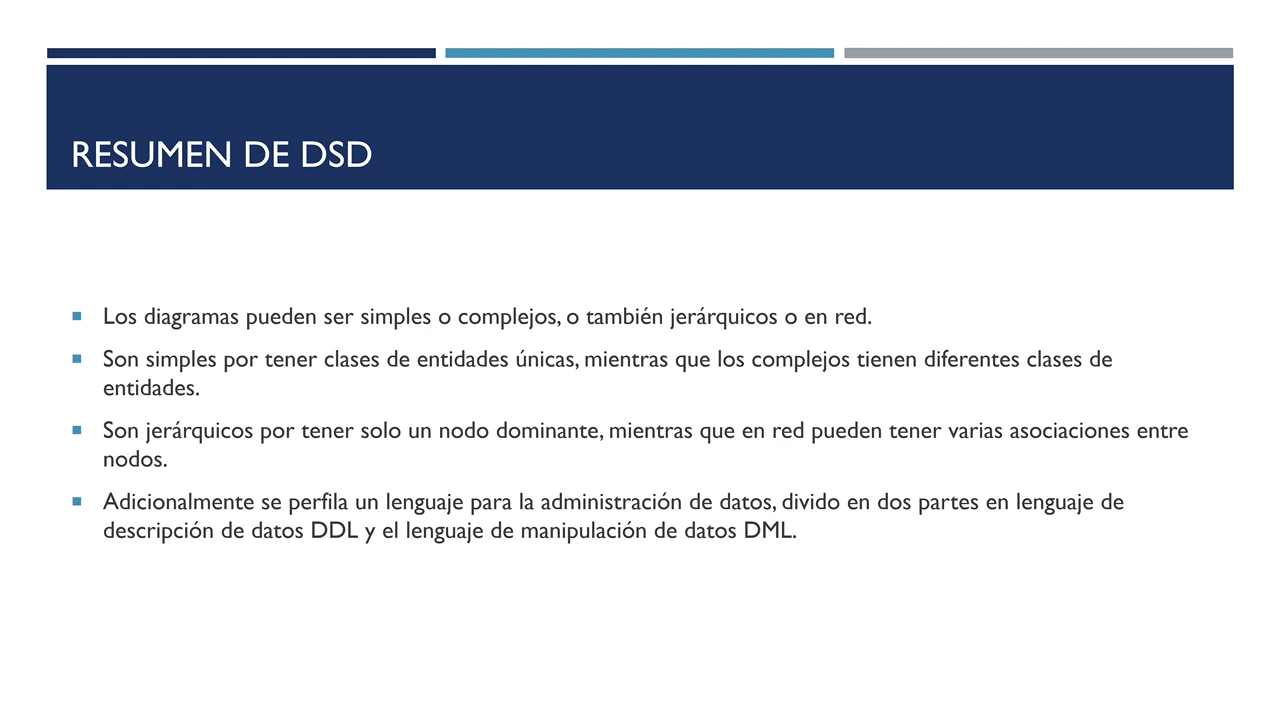 RESUMEN DE DSD
Los diagramas pueden ser simples o complejos, o también jerárquicos o en red.
Son simples por tener clases de entidades únicas, mientras que los complejos tienen diferentes clases de
entidades.
Son jerárquicos por tener solo un nodo dominante, mientras que en red pueden tener varias asociaciones entre
nodos.
Adicionalmente se perfila un lenguaje para la administración de datos, divido en dos partes en lenguaje de
descripción de datos DDL y el lenguaje de manipulación de datos DML.